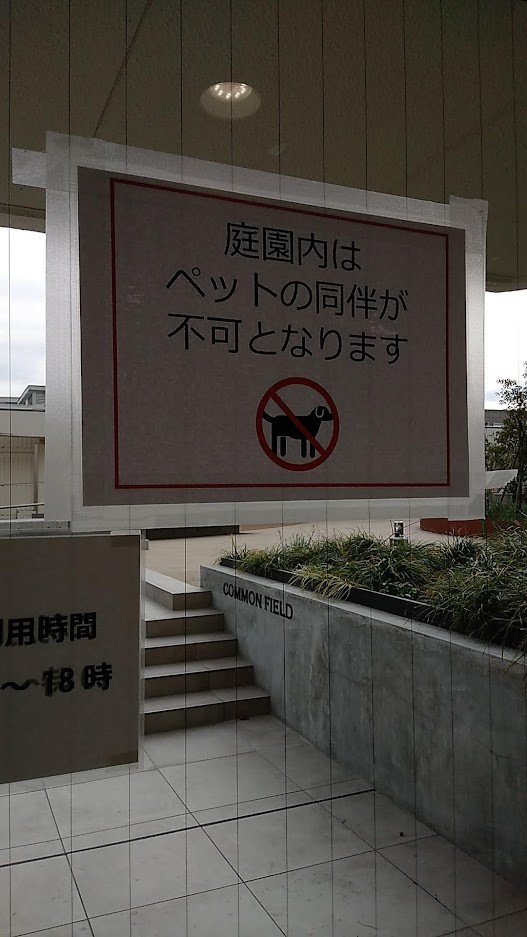 庭園内は
ペットの同伴が
不可となります
COMMON FIELD
用時間
～18時